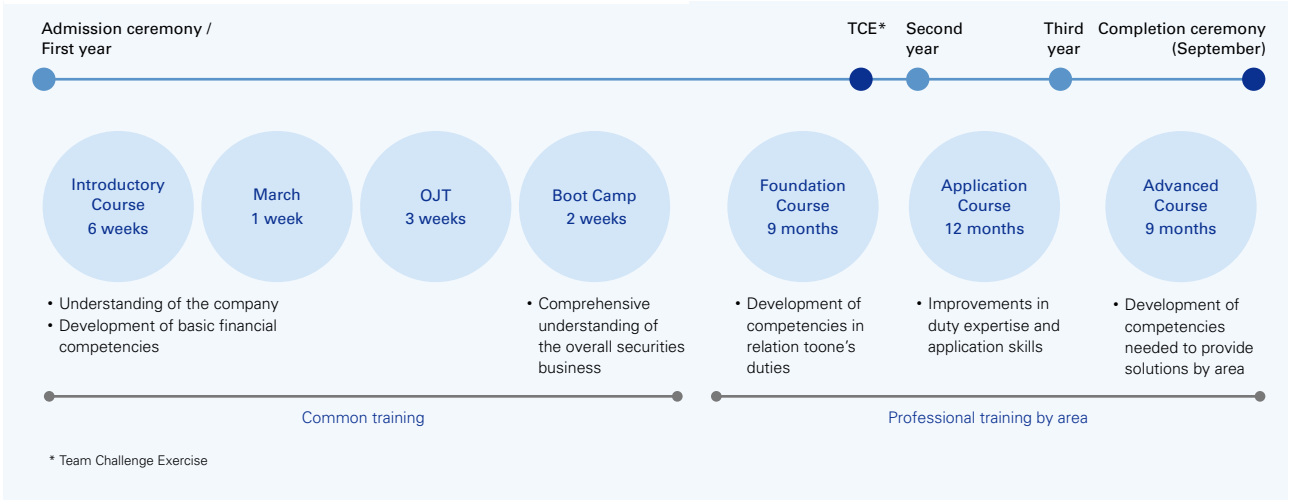 Admission ceremony /
First year
TCE*
Second
year
Third
year
Completion ceremony
(September)
Introductory
Course
6 weeks
March
1 week
OJT
3 weeks
Boot Camp
2 weeks
Foundation
Course
9 months
Application
Course
12 months
Advanced
Course
9 months
• Understanding of the company
• Development of basic financial
competencies
• Comprehensive
understanding of
the overall securities
business
• Development of
competencies in
relation toone's
duties
• Improvements in
duty expertise and
application skills
• Development of
competencies
needed to provide
solutions by area
Common training
Professional training by area
* Team Challenge Exercise